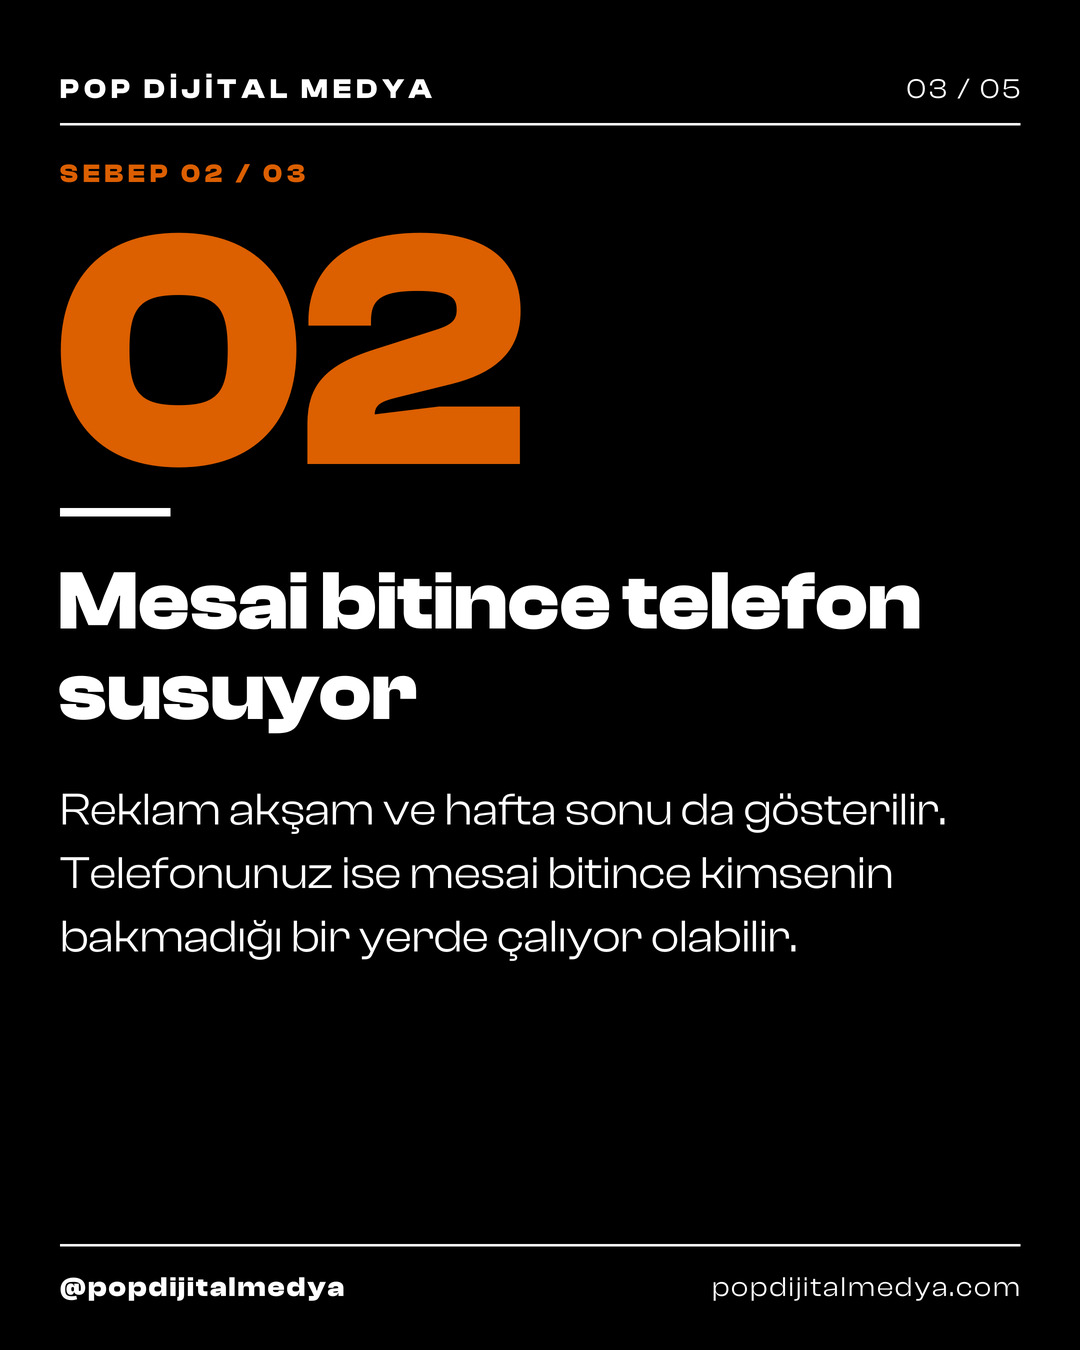 POP DİJİTAL MEDYA
03 / 05
SEBEP 02 / 03
02
Mesai bitince telefon
susuyor
Reklam akşam ve hafta sonu da gösterilir.
Telefonunuz ise mesai bitince kimsenin
bakmadığı bir yerde çalıyor olabilir.
@popdijitalmedya
popdijitalmedya.com